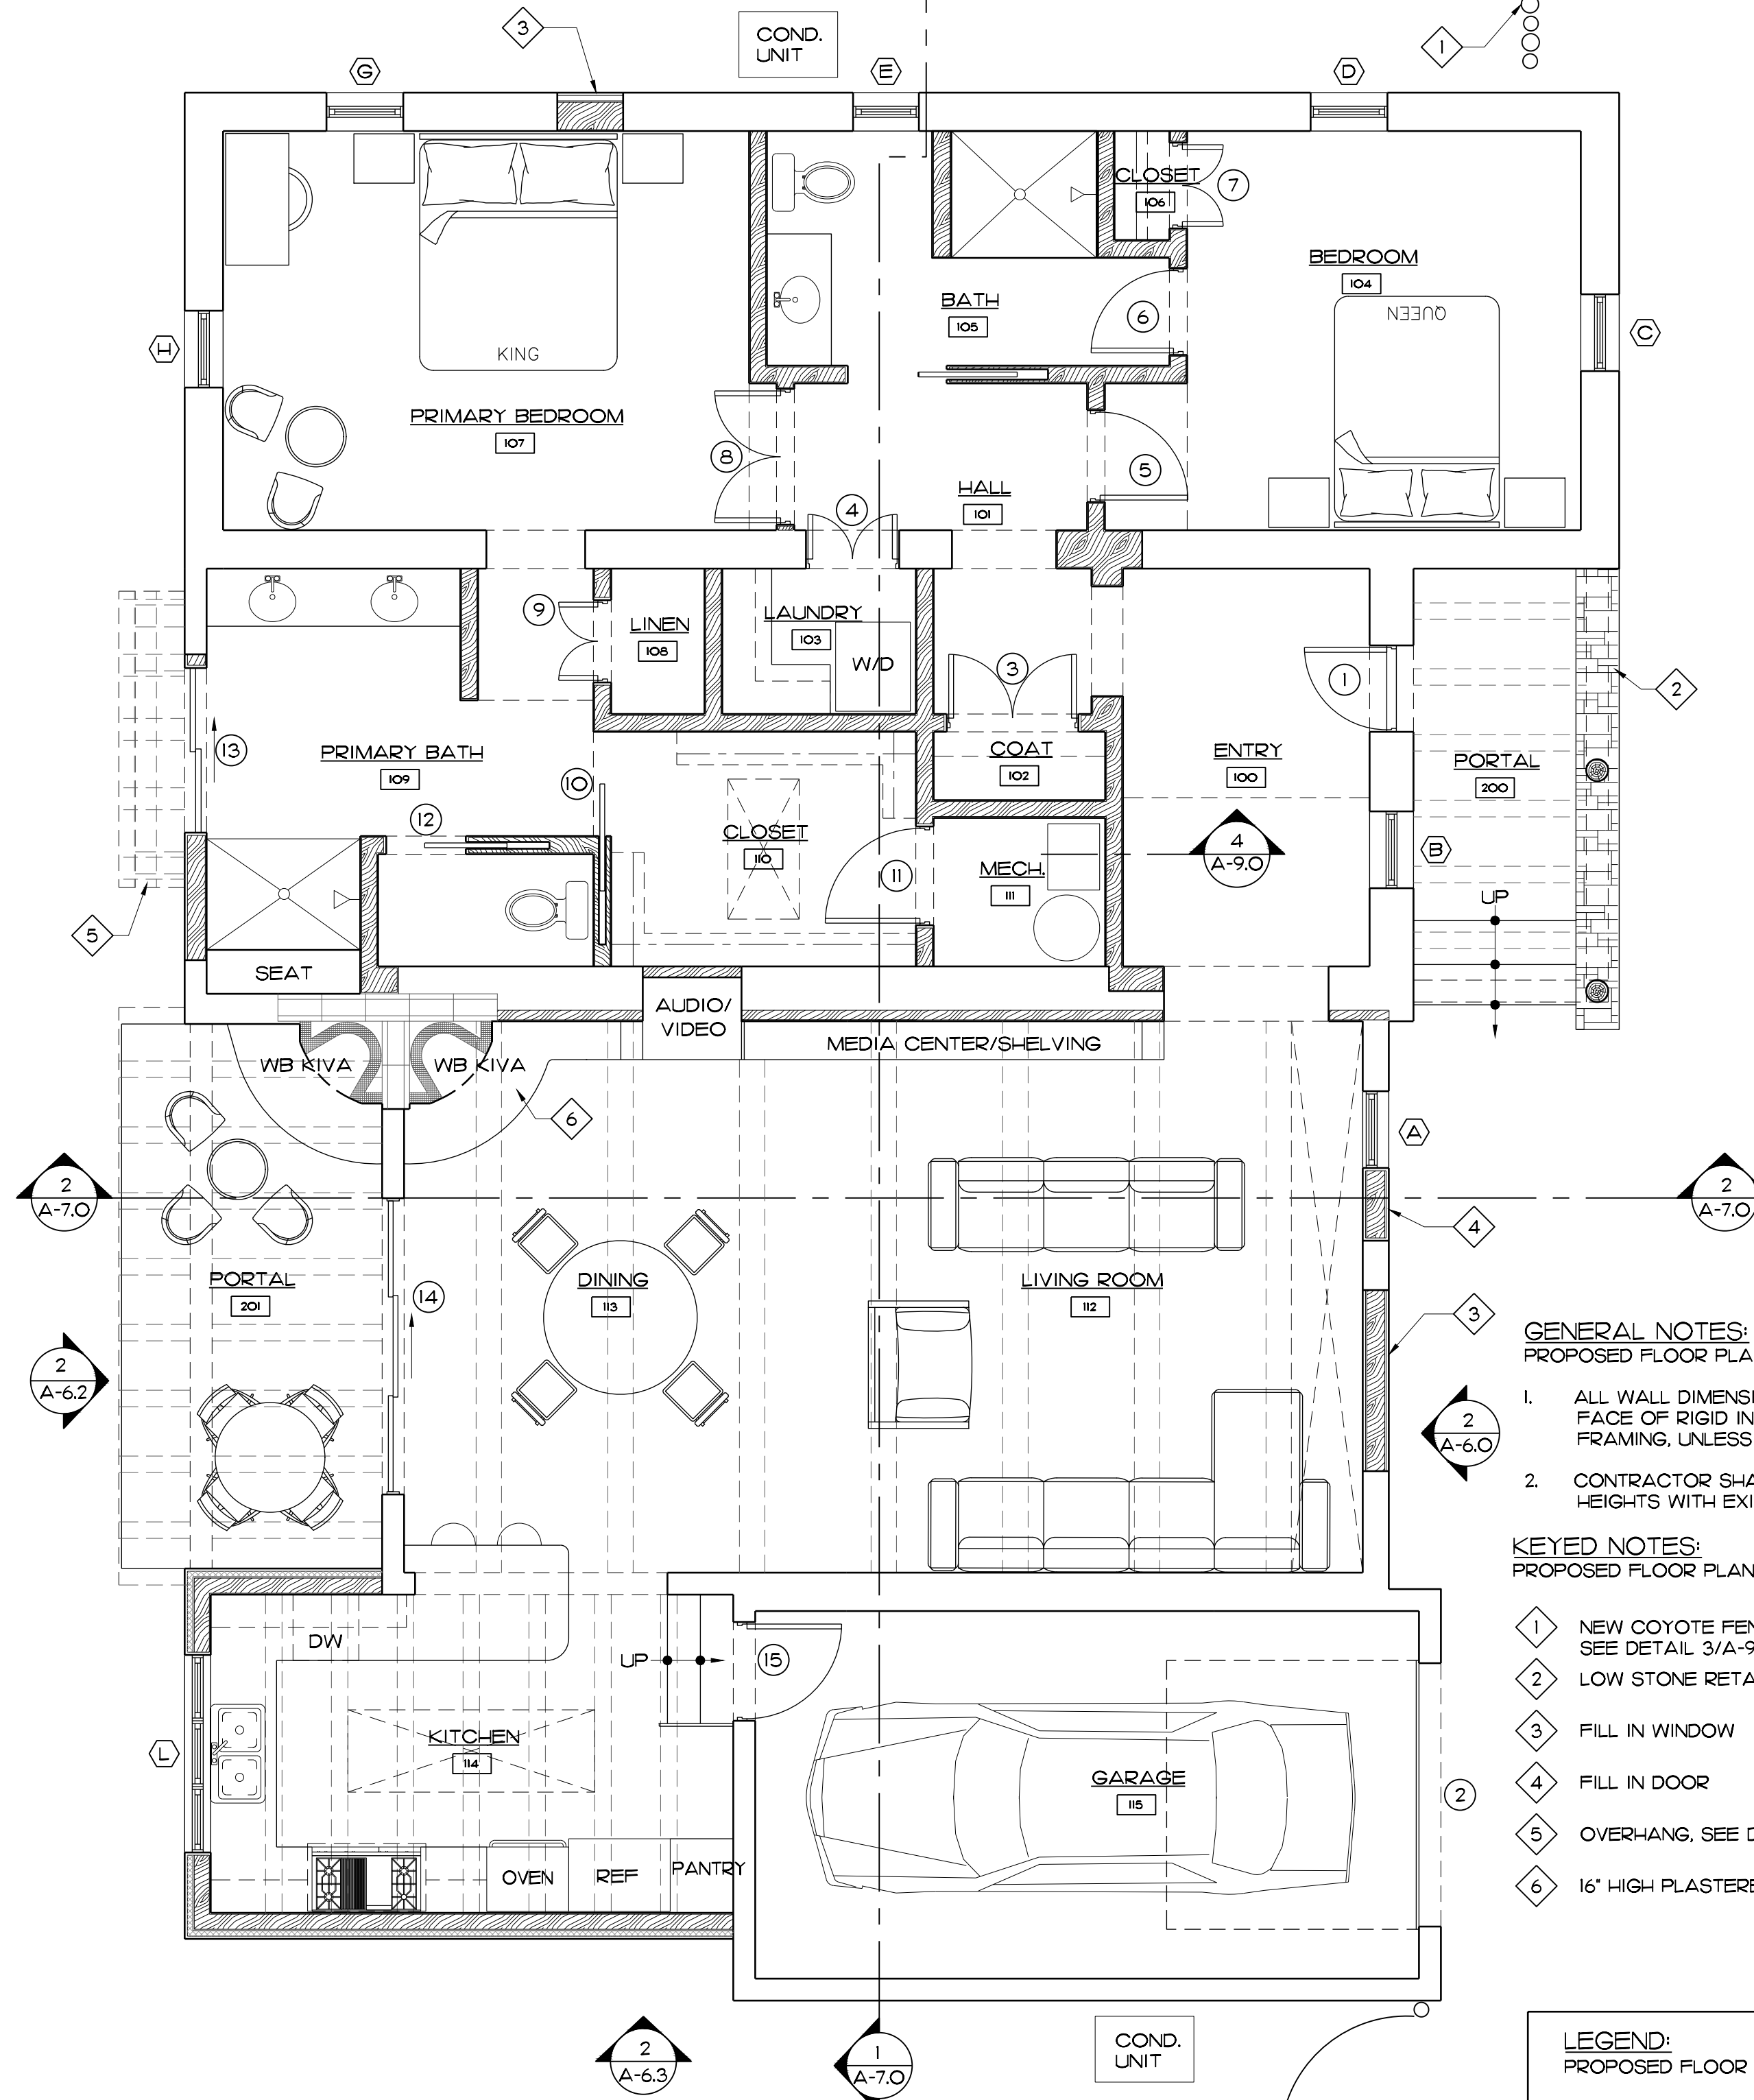 3
COND.
UNIT
1
G
E
D
CLOSET
106
7
BEDROOM
104
QUEEN
BATH
105
6
H
C
KING
PRIMARY BEDROOM
107
8
5
4
HALL
101
9
LINEN
108
LAUNDRY
103
W/D
3
1
2
13
PRIMARY BATH
109
10
COAT
102
ENTRY
100
PORTAL
200
12
CLOSET
110
4
A-9.0
B
11
MECH.
111
UP
5
SEAT
AUDIO/
VIDEO
MEDIA CENTER/SHELVING
WB KIVA
WB KIVA
6
A
2
A-7.0
2
A-7.0
4
PORTAL
201
14
DINING
113
LIVING ROOM
112
3
2
A-6.2
2
A-6.0
GENERAL NOTES:
PROPOSED FLOOR PLA
1. ALL WALL DIMENSI
FACE OF RIGID IN
FRAMING, UNLESS
2. CONTRACTOR SHA
HEIGHTS WITH EXI
KEYED NOTES:
PROPOSED FLOOR PLAN
1 NEW COYOTE FEN
SEE DETAIL 3/A-9
2 LOW STONE RETA
3 FILL IN WINDOW
4 FILL IN DOOR
5 OVERHANG, SEE D
6 16" HIGH PLASTERE
DW
UP
15
L
KITCHEN
114
GARAGE
115
2
OVEN
REF
PANTRY
2
A-6.3
1
A-7.0
COND.
UNIT
LEGEND:
PROPOSED FLOOR